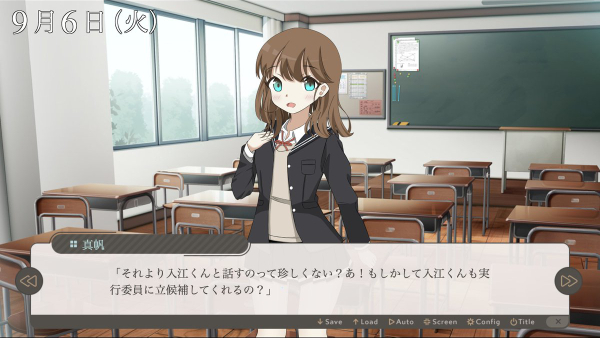 9月6日(火)
真帆
「それより入江くんと話すのって珍しくない？あ！もしかして入江くんも実
行委員に立候補してくれるの？」
Save Load Auto Screen Config Title